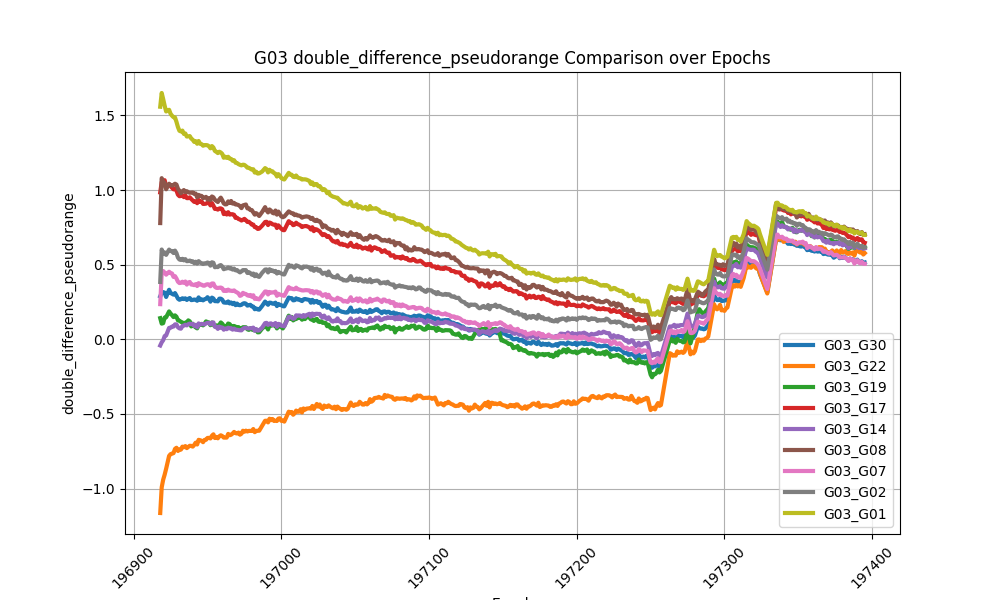 G03 double_difference_pseudorange Comparison over Epochs
double_difference_pseudorange
1.5
1.0
0.5
0.0
−0.5
−1.0
196900
197000
197100
197200
197300
197400
G03_G30
G03_G22
G03_G19
G03_G17
G03_G14
G03_G08
G03_G07
G03_G02
G03_G01